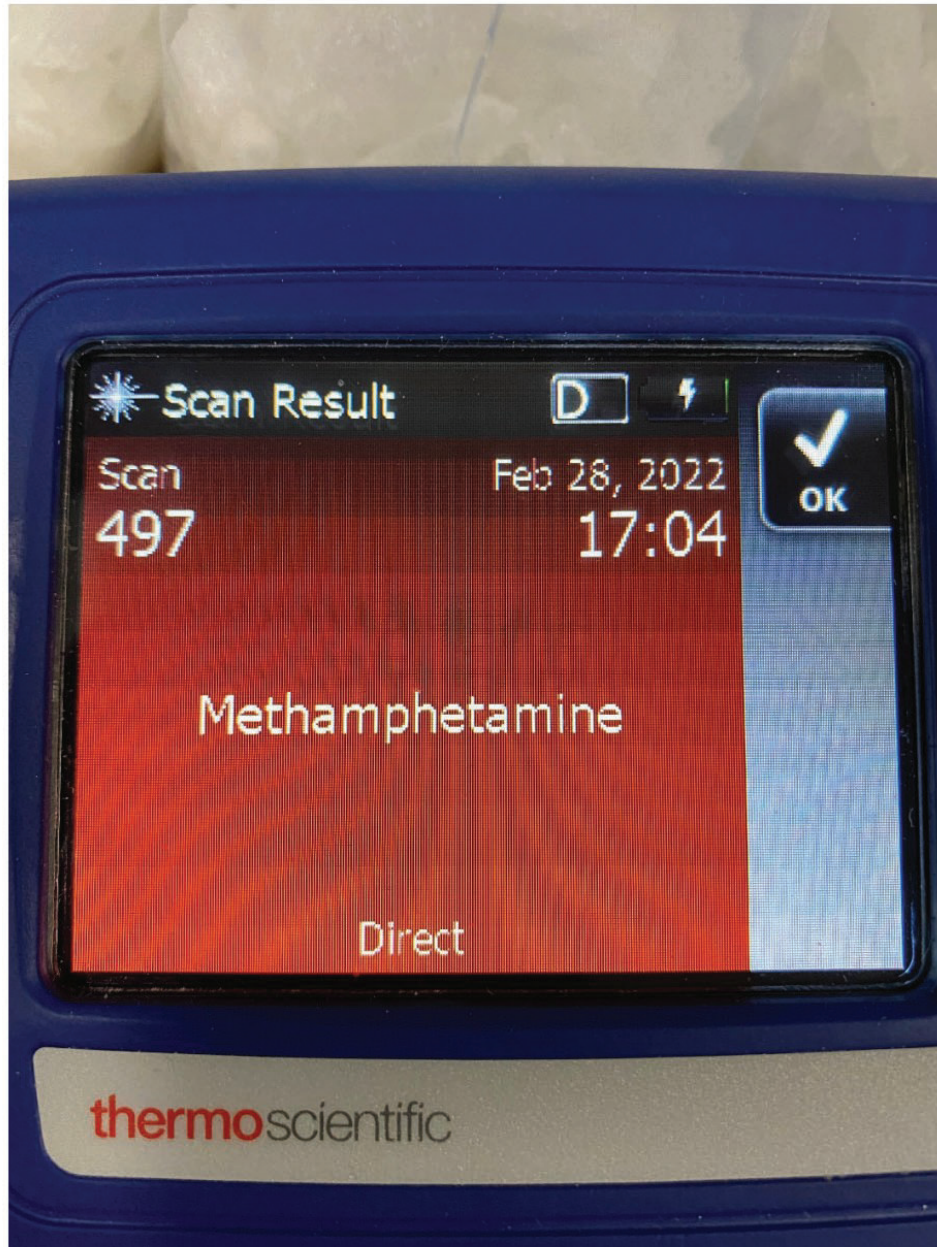 Scan Result D
OK
Scan Feb 28, 2022
497 17:04
Methamphetamine
Direct
thermoscientific